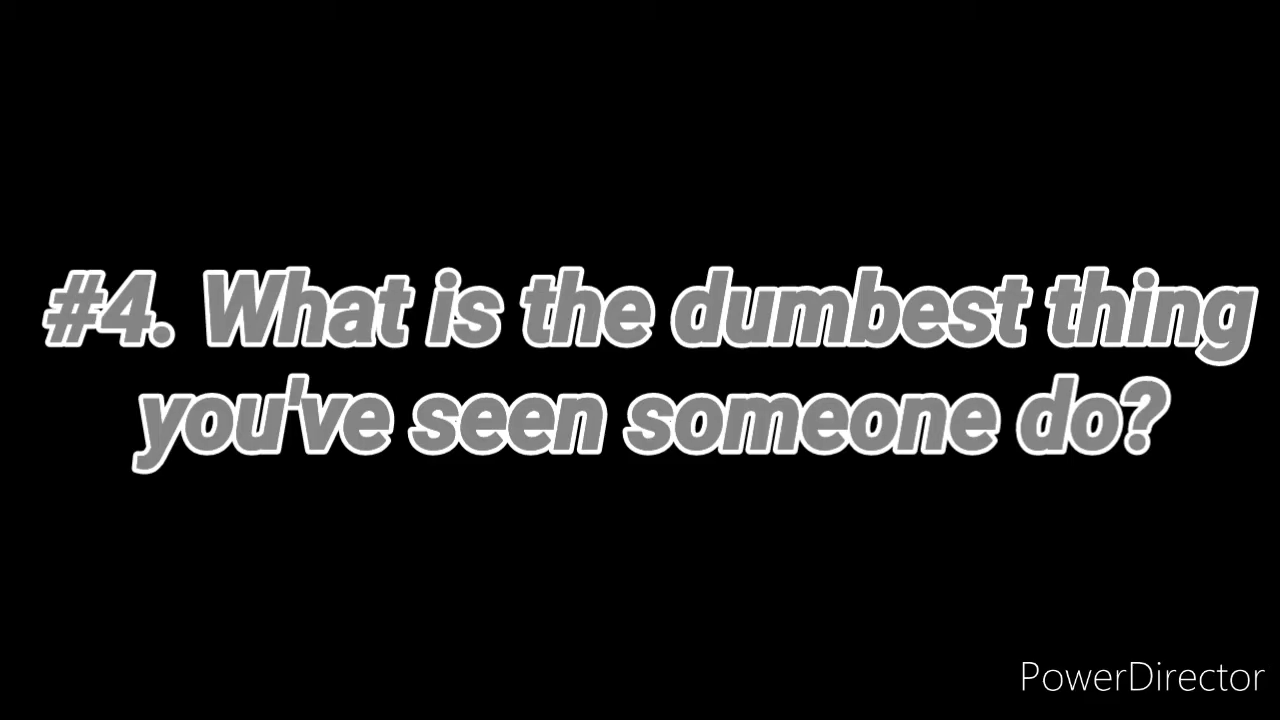 #4. What is the dumbest thing
you've seen someone do?
PowerDirector